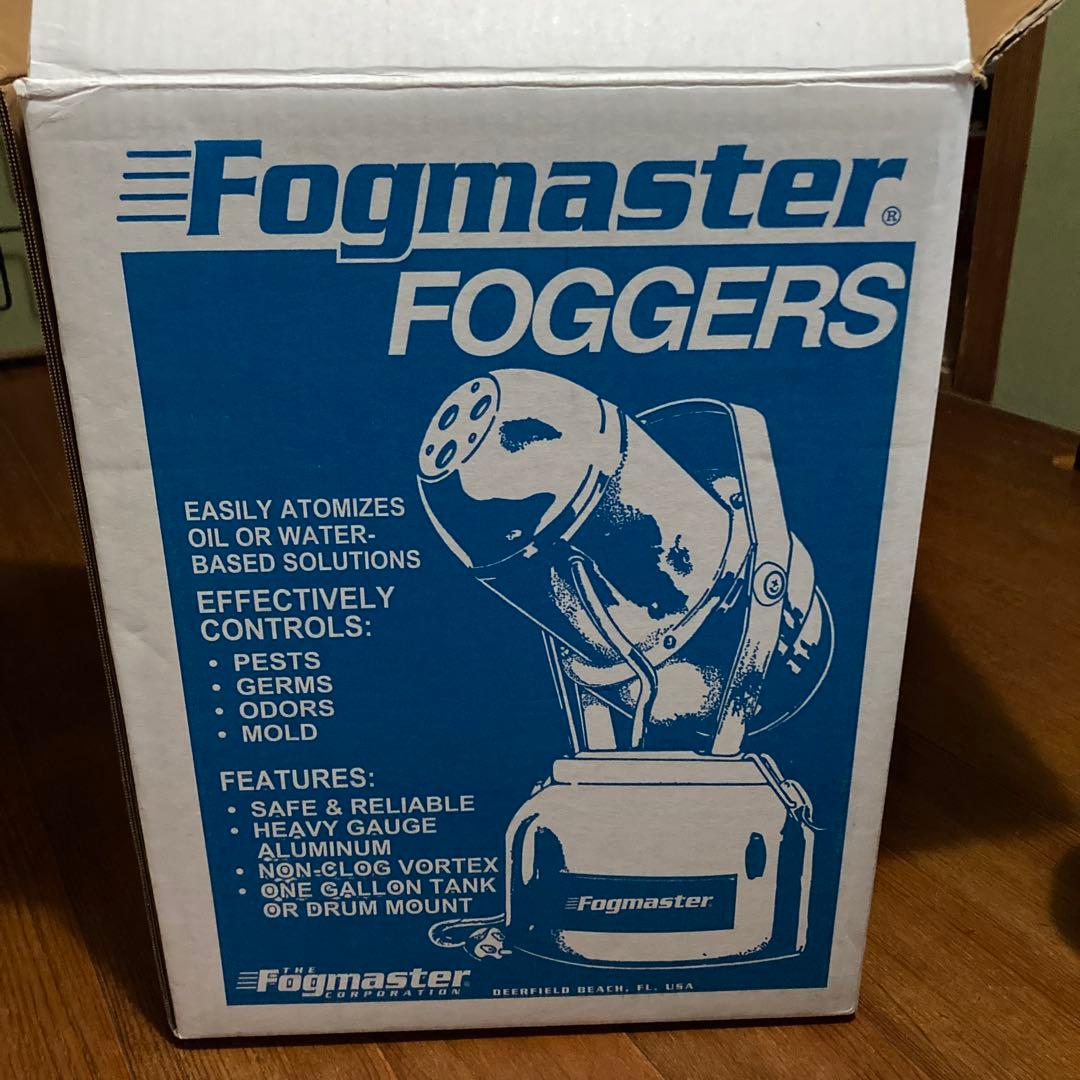 Fogmaster®
FOGGERS
EASILY ATOMIZES
OIL OR WATER-
BASED SOLUTIONS
EFFECTIVELY
CONTROLS:
• PESTS
• GERMS
• ODORS
• MOLD
FEATURES:
• SAFE & RELIABLE
• HEAVY GAUGE
ALUMINUM
• NON-CLOG VORTEX
• ONE GALLON TANK
OR DRUM MOUNT
Fogmaster
THE
Fogmaster®
CORPORATION
DEERFIELD BEACH, FL, USA